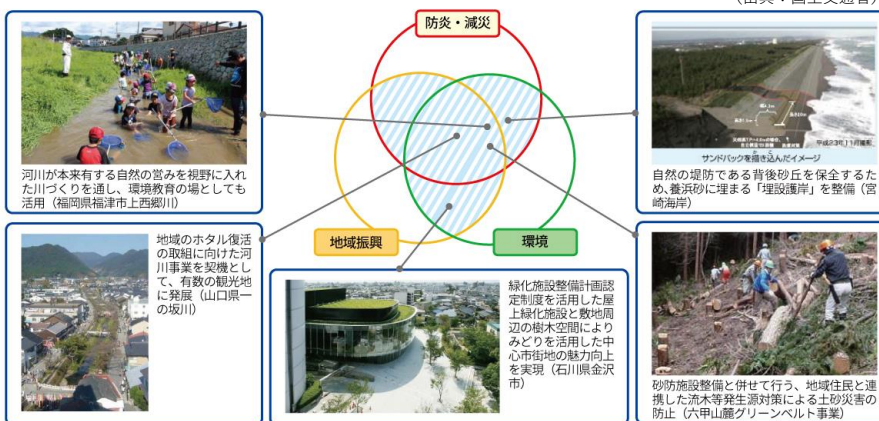 （出典：国土交通省）
防炎・減災
河川が本来有する自然の営みを視野に入れ
た川づくりを通し、環境教育の場としても
活用（福岡県福津市上西郷川）
サンドパックを描き込んだイメージ
平成23年11月撮影
自然の堤防である背後砂丘を保全するた
め、養浜砂に埋まる「埋設護岸」を整備（宮
崎海岸）
地域振興
環境
地域のホタル復活
の取組に向けた河
川事業を契機とし
て、有数の観光地
に発展（山口県一
の坂川）
緑化施設整備計画認
定制度を活用した屋
上緑化施設と敷地周
辺の樹木空間により
みどりを活用した中
心市街地の魅力向上
を実現（石川県金沢
市）
砂防施設整備と併せて行う、地域住民と連
携した流木等発生源対策による土砂災害の
防止（六甲山麓グリーンベルト事業）